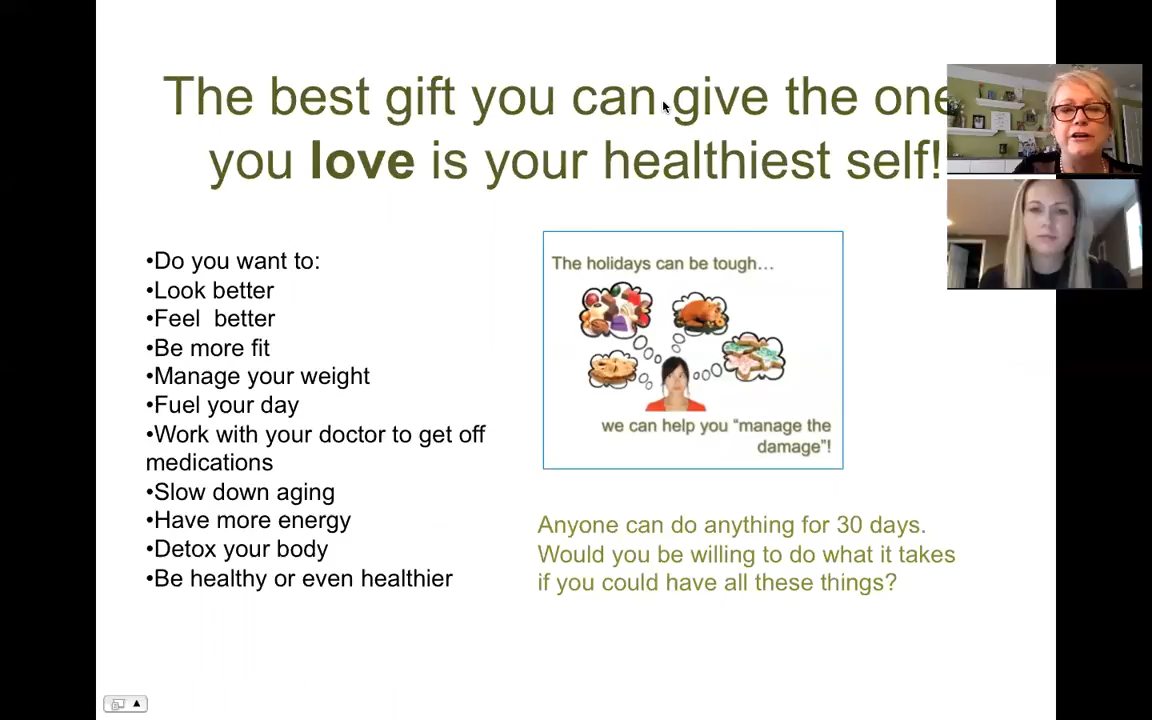 The best gift you can give the one
you love is your healthiest self!
•Do you want to:
•Look better
•Feel  better
•Be more fit
•Manage your weight
•Fuel your day
•Work with your doctor to get off
medications
•Slow down aging
•Have more energy
•Detox your body
•Be healthy or even healthier
The holidays can be tough…
we can help you “manage the
damage”!
Anyone can do anything for 30 days.
Would you be willing to do what it takes
if you could have all these things?